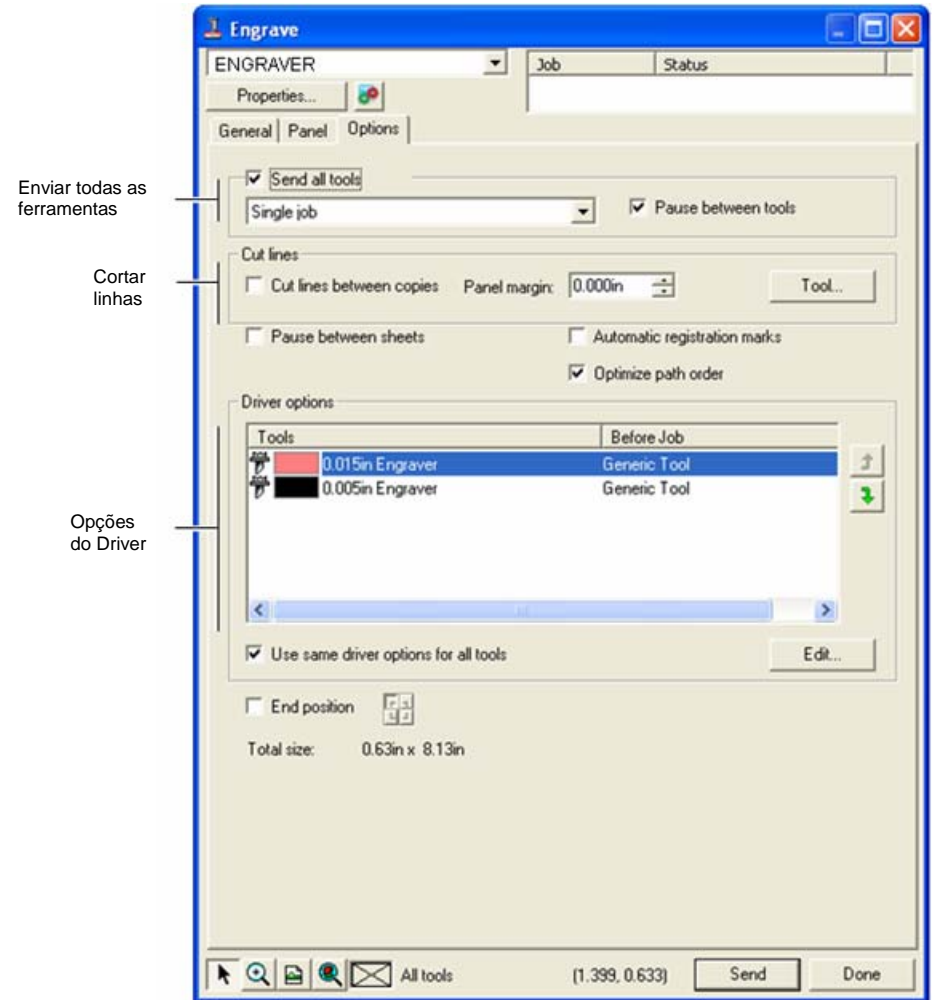 Engrave
ENGRAVER
Job Status
Properties...
General Panel Options
Enviar todas as
ferramentas
Send all tools
Single job Pause between tools
Cortar
linhas
Cut lines
Cut lines between copies Panel margin: 0.000in Tool...
Pause between sheets Automatic registration marks
Optimize path order
Opções
do Driver
Driver options
Tools Before Job
0.015in Engraver Generic Tool
0.005in Engraver Generic Tool
Use same driver options for all tools Edit...
End position
Total size: 0.63in x 8.13in
All tools (1.399, 0.633) Send Done